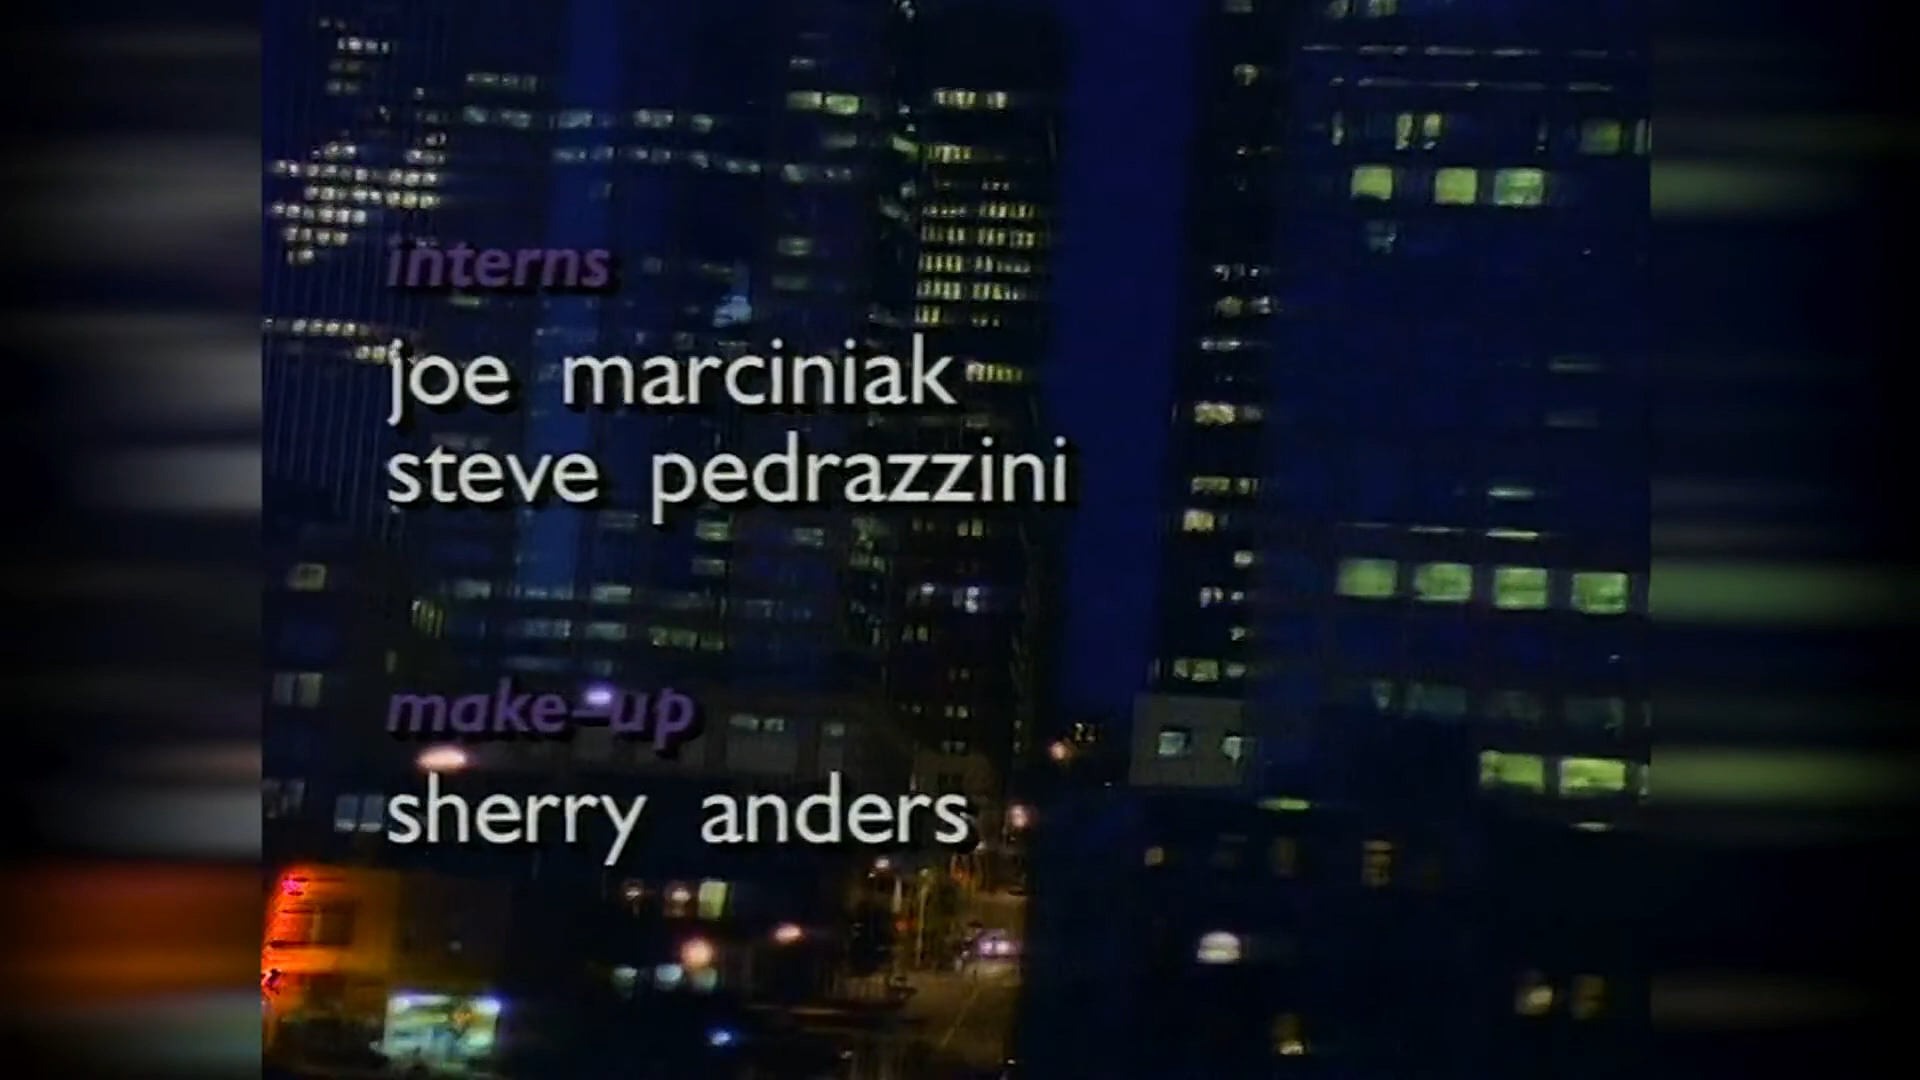 interns
joe marciniak
steve pedrazzini
make-up
sherry anders